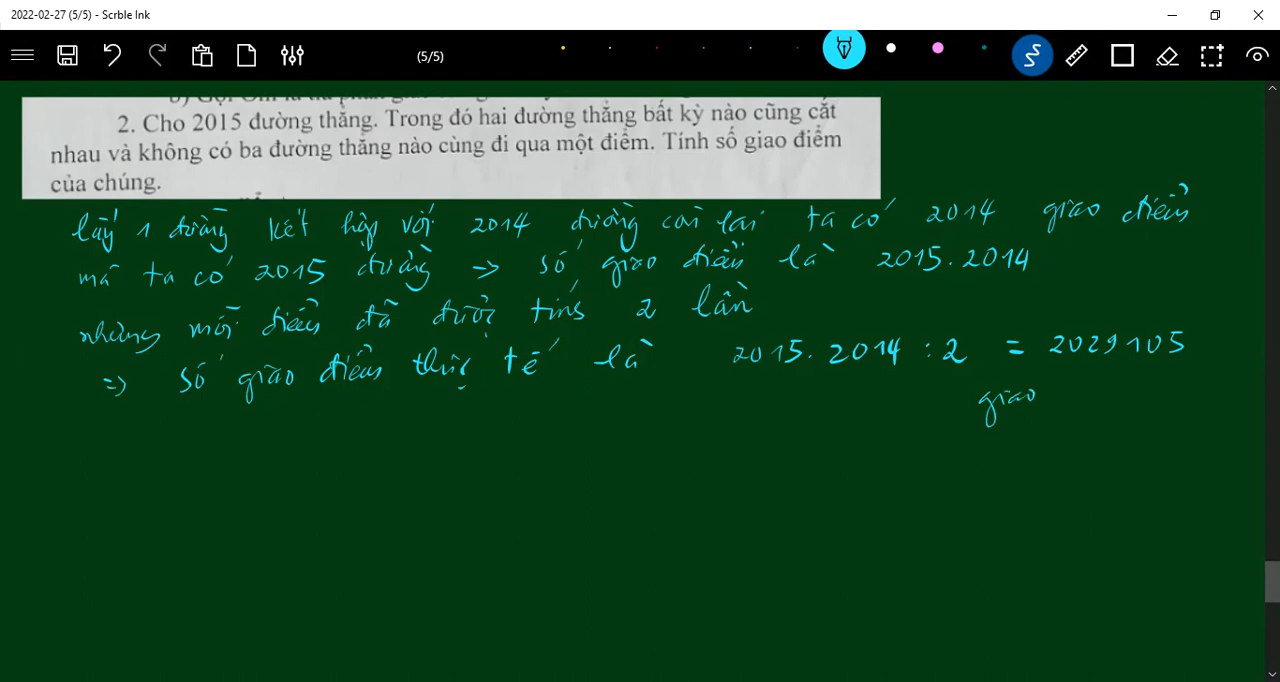 2022-02-27 (5/5) - Scrble Ink
(5/5)
2. Cho 2015 đường thẳng. Trong đó hai đường thẳng bất kỳ nào cũng cắt
nhau và không có ba đường thẳng nào cùng đi qua một điểm. Tính số giao điểm
của chúng.
lấy 1 đường kết hợp với 2014 đường còn lại ta có 2014 giao điểm
mà ta có 2015 đường => số giao điểm là 2015.2014
nhưng mỗi điểm đã được tính 2 lần
=> số giao điểm thực tế là 2015.2014 : 2 = 2029105
giao